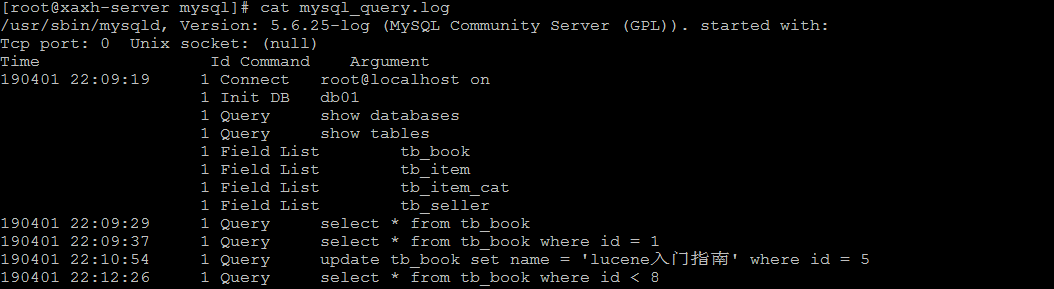 [root@xaxh-server mysql]# cat mysql_query.log
/usr/sbin/mysqld, Version: 5.6.25-log (MySQL Community Server (GPL)). started with:
Tcp port: 0  Unix socket: (null)
Time                 Id Command    Argument
190401 22:09:19     1 Connect   root@localhost on
                    1 Init DB   db01
                    1 Query     show databases
                    1 Query     show tables
                    1 Field List        tb_book
                    1 Field List        tb_item
                    1 Field List        tb_item_cat
                    1 Field List        tb_seller
190401 22:09:29     1 Query     select * from tb_book
190401 22:09:37     1 Query     select * from tb_book where id = 1
190401 22:10:54     1 Query     update tb_book set name = 'lucene入门指南' where id = 5
190401 22:12:26     1 Query     select * from tb_book where id < 8